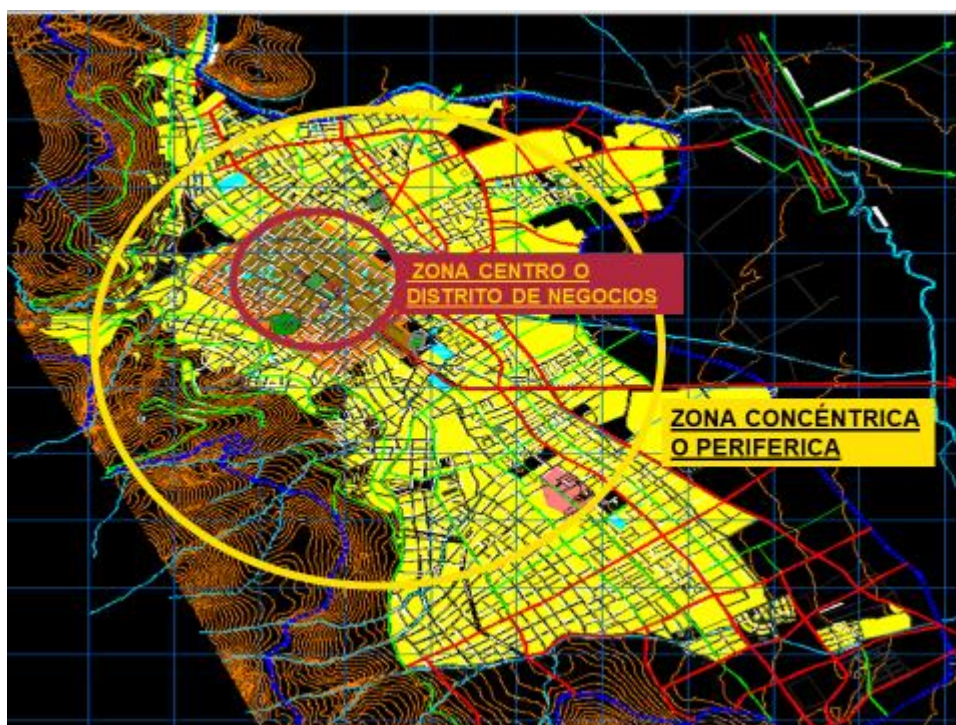 ZONA CENTRO O
DISTRITO DE NEGOCIOS
ZONA CONCÉNTRICA
O PERIFERICA